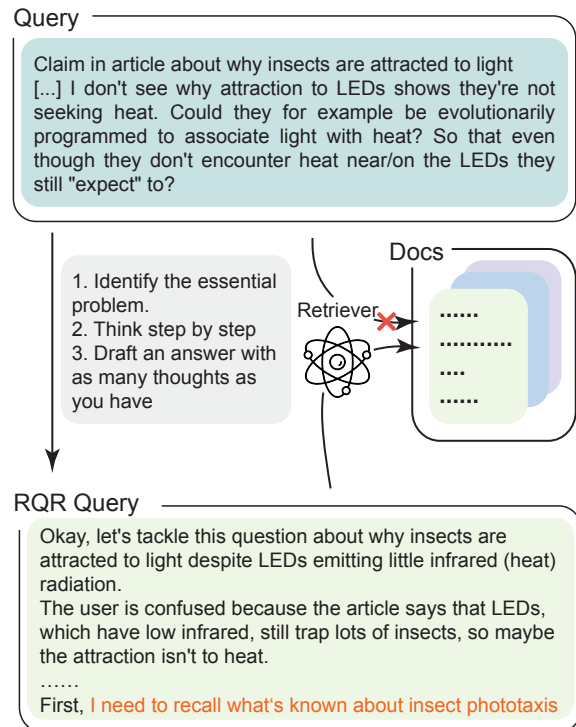 Query
Claim in article about why insects are attracted to light
[...] I don't see why attraction to LEDs shows they're not
seeking heat. Could they for example be evolutionarily
programmed to associate light with heat? So that even
though they don't encounter heat near/on the LEDs they
still "expect" to?
1. Identify the essential
problem.
2. Think step by step
3. Draft an answer with
as many thoughts as
you have
Retriever
Docs
......
...........
....
......
RQR Query
Okay, let's tackle this question about why insects are
attracted to light despite LEDs emitting little infrared (heat)
radiation.
The user is confused because the article says that LEDs,
which have low infrared, still trap lots of insects, so maybe
the attraction isn't to heat.
……
First, I need to recall what‘s known about insect phototaxis